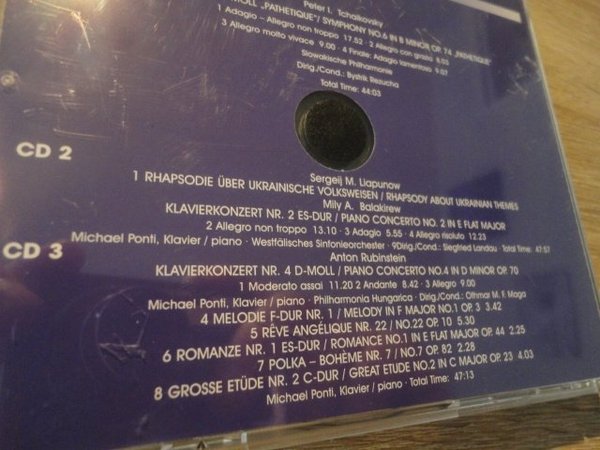 Peter I. Tchaikovsky
MOLL „PATHETIQUE"/ SYMPHONY NO.6 IN B MINOR OP. 74 „PATHETIQUE"
1 Adagio – Allegro non troppo 17.52 · 2 Allegro con grazia 8.03
3 Allegro molto vivace 9.00 · 4 Finale: Adagio lamentoso 9.07
Slowakische Philharmonie
Dirig./Cond.: Bystrik Rezucha
Total Time: 44:03
CD 2
Sergeij M. Liapunow
1 RHAPSODIE ÜBER UKRAINISCHE VOLKSWEISEN / RHAPSODY ABOUT UKRAINIAN THEMES
Mily A. Balakirew
KLAVIERKONZERT NR. 2 ES-DUR / PIANO CONCERTO NO. 2 IN E FLAT MAJOR
2 Allegro non troppo 13.10 · 3 Adagio 5.55 · 4 Allegro risoluto 12.23
Michael Ponti, Klavier / piano · Westfälisches Sinfonieorchester · 9Dirig./Cond.: Siegfried Landau · Total Time: 47:57
CD 3
Anton Rubinstein
KLAVIERKONZERT NR. 4 D-MOLL / PIANO CONCERTO NO.4 IN D MINOR OP. 70
1 Moderato assai 11.20 2 Andante 8.42 · 3 Allegro 9.00
Michael Ponti, Klavier / piano · Philharmonia Hungarica · Dirig./ Cond.: Othmar M. F. Maga
4 MELODIE F-DUR NR. 1 / MELODY IN F MAJOR NO.1 OP. 3 3.42
5 RÊVE ANGÉLIQUE NR. 22 / NO.22 OP. 10 5.30
6 ROMANZE NR. 1 ES-DUR / ROMANCE NO.1 IN E FLAT MAJOR OP. 44 2.25
7 POLKA – BOHÈME NR. 7 / NO.7 OP. 82 2.28
8 GROSSE ETÜDE NR. 2 C-DUR / GREAT ETUDE NO.2 IN C MAJOR OP. 23 4.03
Michael Ponti, Klavier / piano · Total Time: 47:13